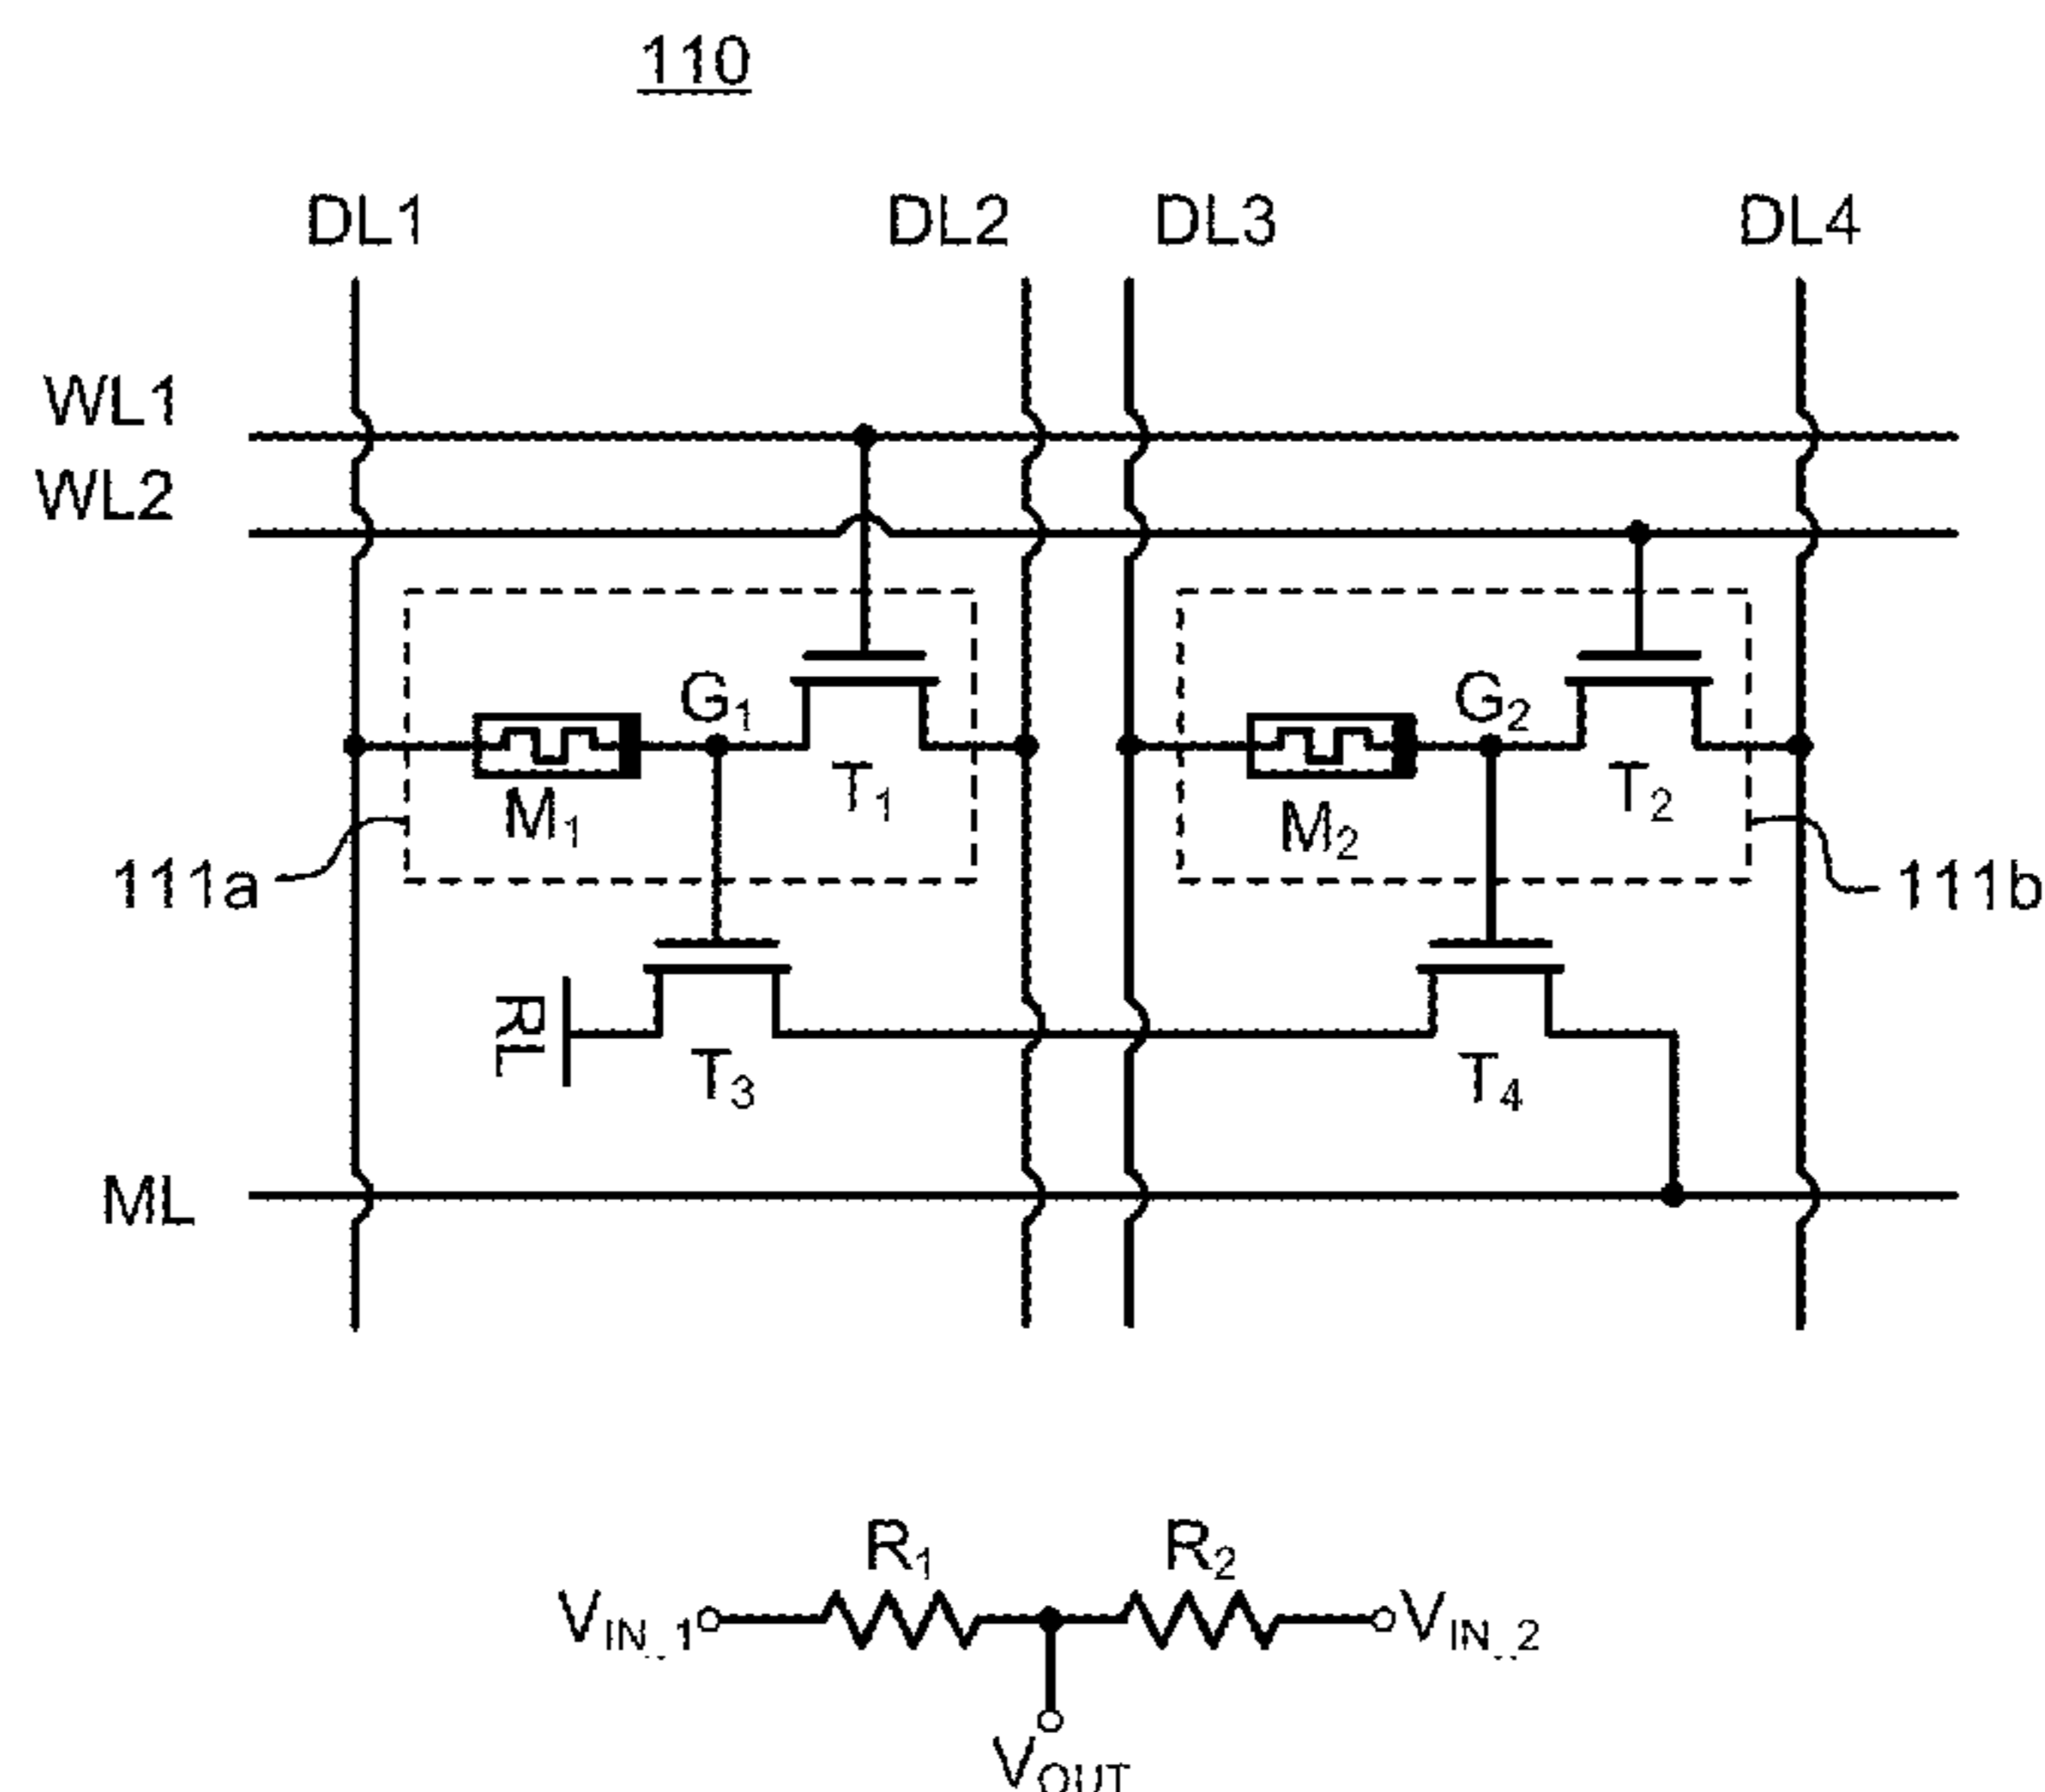 110
DL1 DL2 DL3 DL4
WL1
WL2
G1 G2
T1 T2
M1 M2
111a 111b
RL
T3 T4
ML
R1 R2
VIN_1 VIN_2
VOUT